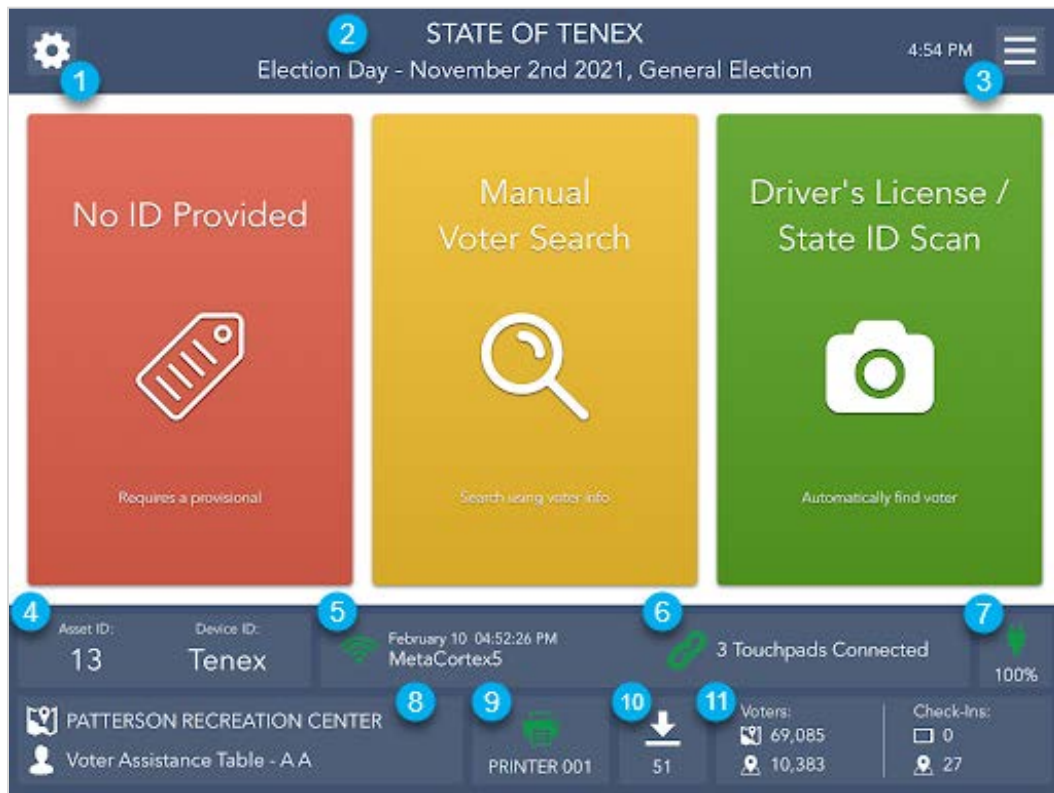 2
STATE OF TENEX
Election Day - November 2nd 2021, General Election
4:54 PM
1
3
No ID Provided
Requires a provisional
Manual
Voter Search
Search using voter info
Driver's License /
State ID Scan
Automatically find voter
4
Asset ID:
13
Device ID:
Tenex
5
February 10 04:52:26 PM
MetaCortex5
6
3 Touchpads Connected
7
100%
8
PATTERSON RECREATION CENTER
Voter Assistance Table - A A
9
PRINTER 001
10
51
11
Voters:
69,085
10,383
Check-Ins:
0
27